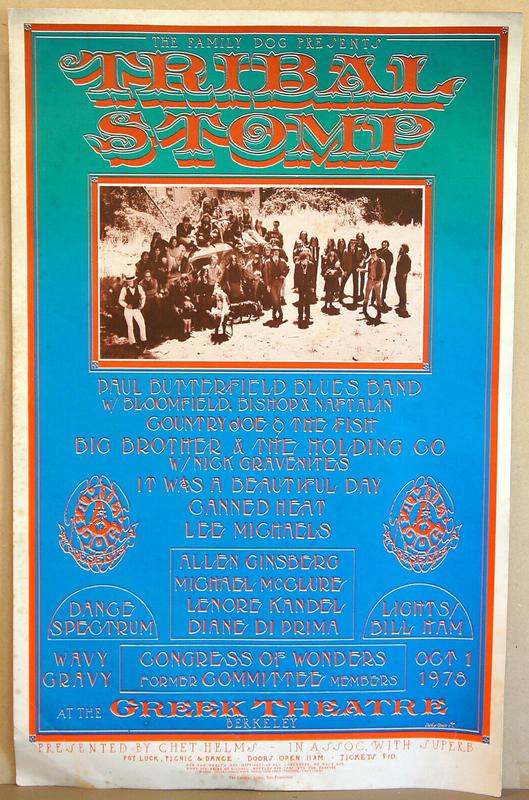 THE FAMILY DOG PRESENTS
TRIBAL
STOMP
PAUL BUTTERFIELD BLUES BAND
W/ BLOOMFIELD, BISHOP & NAFTALIN
COUNTRY JOE & THE FISH
BIG BROTHER & THE HOLDING CO
W/ NICK GRAVENITES
IT WAS A BEAUTIFUL DAY
CANNED HEAT
LEE MICHAELS
ALLEN GINSBERG
MICHAEL McCLURE
LENORE KANDEL
DIANE DI PRIMA
DANCE
SPECTRUM
LIGHTS/
BILL HAM
WAVY
GRAVY
CONGRESS OF WONDERS
FORMER COMMITTEE MEMBERS
OCT 1
1978
AT THE GREEK THEATRE
BERKELEY
PRESENTED BY CHET HELMS - IN ASSOC. WITH SUPERB
POT LUCK, PICNIC & DANCE · DOORS OPEN 11AM · TICKETS $10.